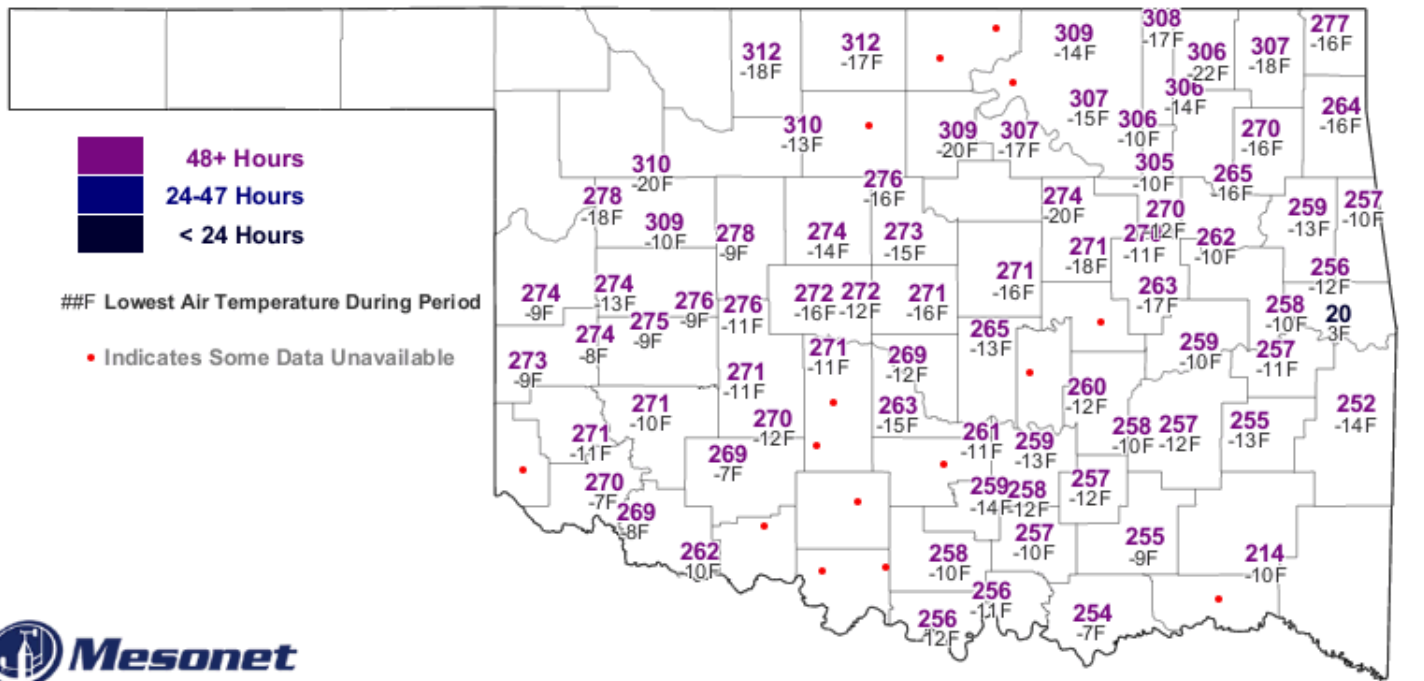 308
-17F
277
-16F
309
-14F
312
-18F
312
-17F
306
-22F
307
-18F
306
-14F
307
-15F
264
-16F
310
-13F
309
-20F
307
-17F
306
-10F
270
-16F
48+ Hours
310
-20F
305
-10F
265
-16F
24-47 Hours
278
-18F
276
-16F
274
-20F
270
-12F
259
-13F
257
-10F
< 24 Hours
309
-10F
278
-9F
274
-14F
273
-15F
271
-18F
-11F
262
-10F
##F Lowest Air Temperature During Period
274
-9F
274
-13F
276
-9F
276
-11F
272
-16F
272
-12F
271
-16F
271
-16F
263
-17F
256
-12F
258
-10F
20
3F
275
-9F
274
-8F
265
-13F
Indicates Some Data Unavailable
273
-9F
271
-11F
271
-11F
269
-12F
259
-10F
257
-11F
260
-12F
271
-10F
270
-12F
263
-15F
258
-10F
257
-12F
255
-13F
252
-14F
271
-11F
269
-7F
261
-11F
259
-13F
270
-7F
259
-14F
258
-12F
257
-12F
269
-8F
262
-10F
258
-10F
257
-10F
255
-9F
214
-10F
256
-11F
256
-12F
254
-7F
Mesonet